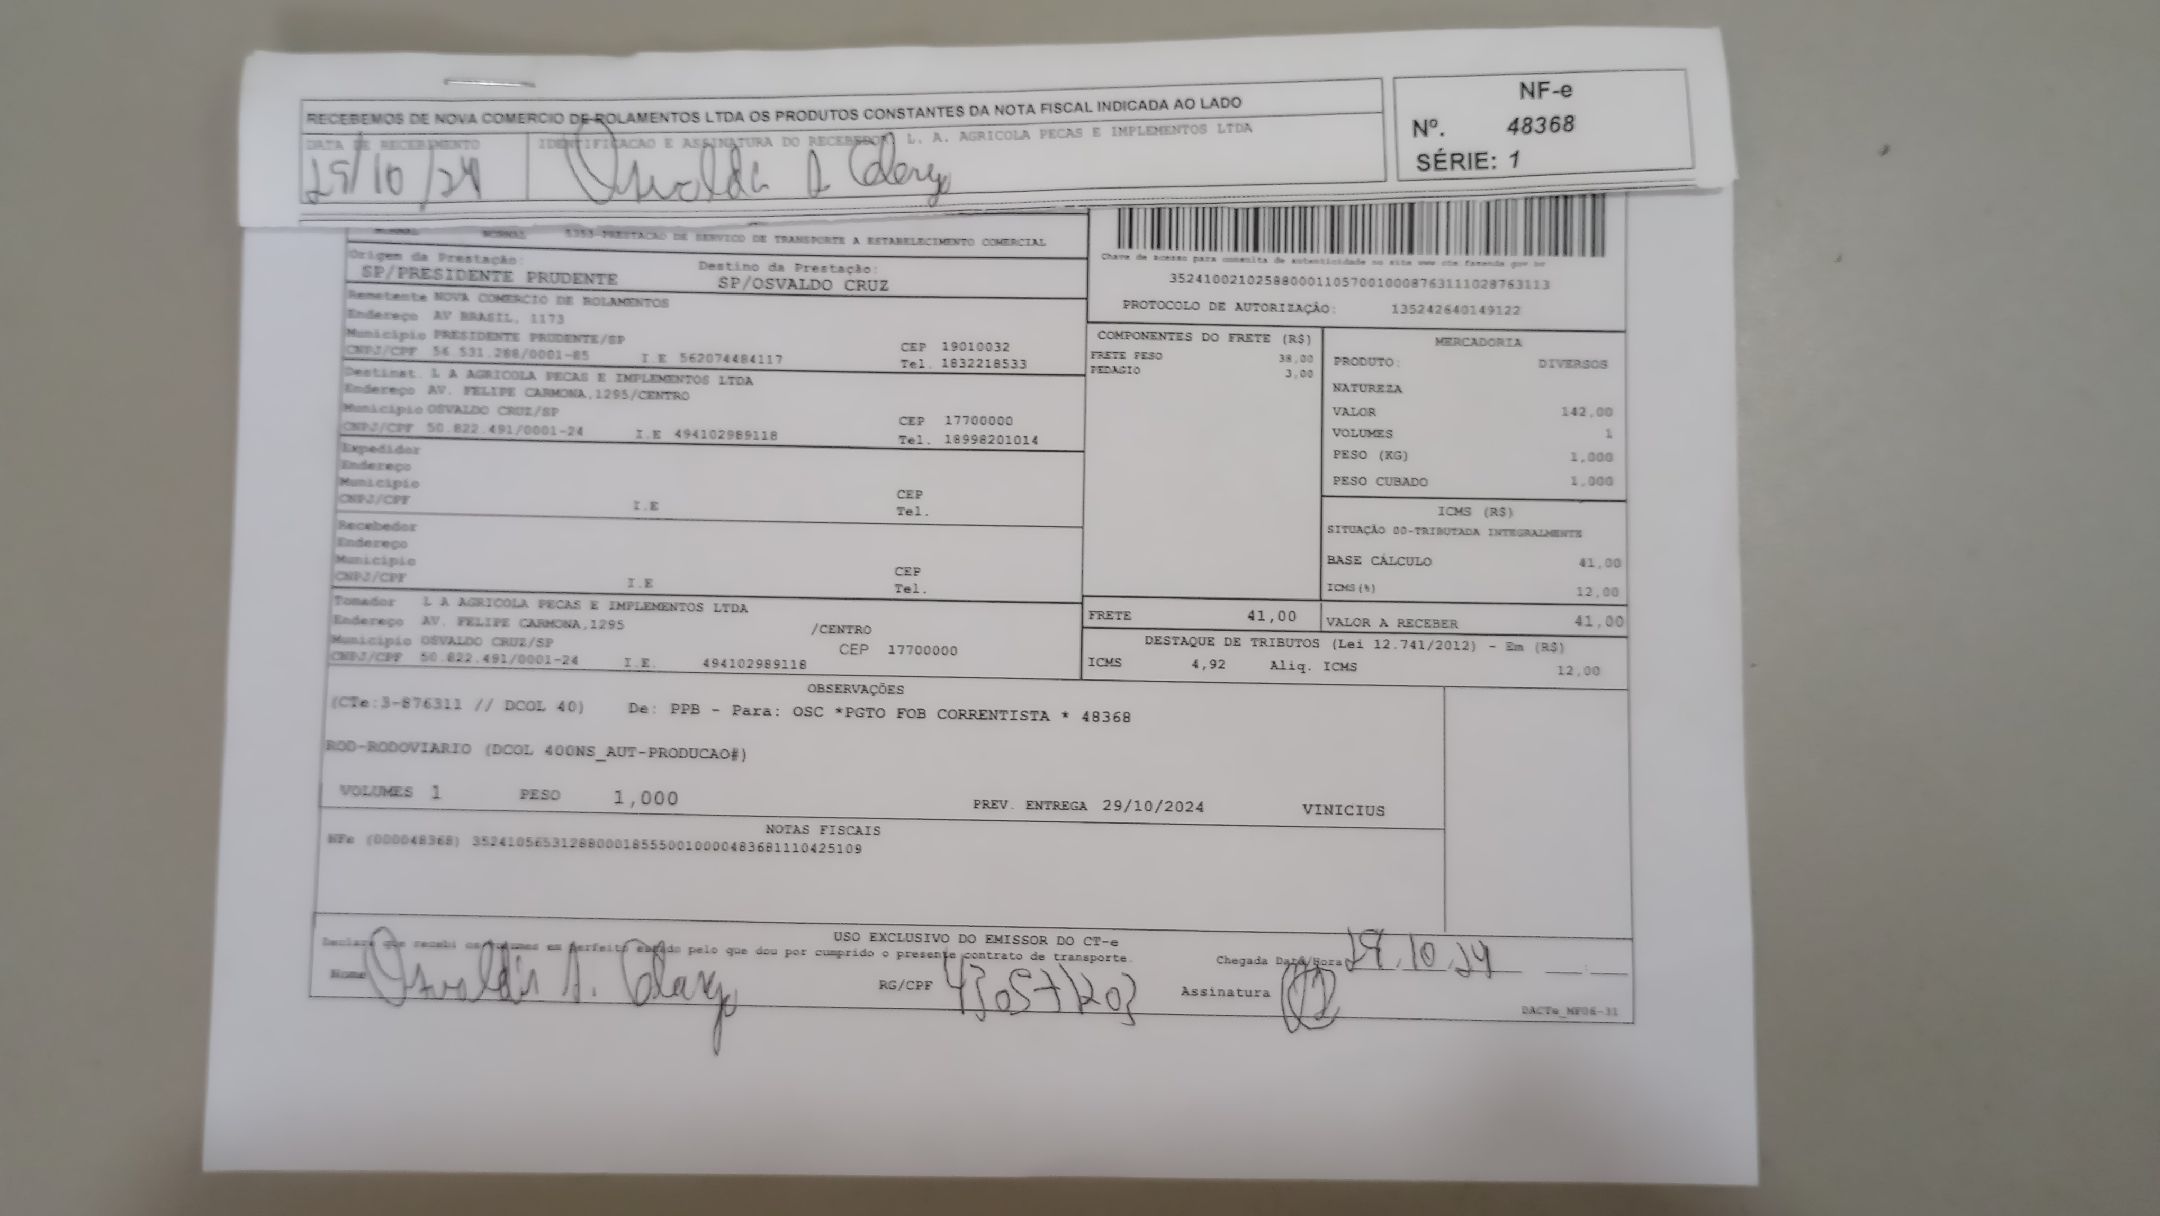 RECEBEMOS DE NOVA COMERCIO DE ROLAMENTOS LTDA OS PRODUTOS CONSTANTES DA NOTA FISCAL INDICADA AO LADO
DATA DE RECEBIMENTO
IDENTIFICACAO E ASSINATURA DO RECEBEDOR L. A. AGRICOLA PECAS E IMPLEMENTOS LTDA
/10/24
NF-e
Nº. 48368
SÉRIE: 1
NORMAL NORMAL 5353-PRESTACAO DE SERVICO DE TRANSPORTE A ESTABELECIMENTO COMERCIAL
Origem da Prestação: Destino da Prestação:
SP/PRESIDENTE PRUDENTE SP/OSVALDO CRUZ
Remetente NOVA COMERCIO DE ROLAMENTOS
Endereço AV BRASIL, 1173
Município PRESIDENTE PRUDENTE/SP CEP 19010032
CNPJ/CPF 56.531.288/0001-85 I.E 562074484117 Tel. 1832218533
Destinat. L A AGRICOLA PECAS E IMPLEMENTOS LTDA
Endereço AV. FELIPE CARMONA,1295/CENTRO
Município OSVALDO CRUZ/SP CEP 17700000
CNPJ/CPF 50.822.491/0001-24 I.E 494102989118 Tel. 18998201014
Expedidor
Endereço
Município CEP
CNPJ/CPF I.E Tel.
Recebedor
Endereço
Município CEP
CNPJ/CPF I.E Tel.
Tomador L A AGRICOLA PECAS E IMPLEMENTOS LTDA
Endereço AV. FELIPE CARMONA,1295 /CENTRO
Município OSVALDO CRUZ/SP CEP 17700000
CNPJ/CPF 50.822.491/0001-24 I.E. 494102989118
Chave de acesso para consulta de autenticidade no site www cte fazenda gov br
35241002102588000110570010008763111028763113
PROTOCOLO DE AUTORIZAÇÃO: 135242640149122
COMPONENTES DO FRETE (R$)
FRETE PESO 38,00
PEDAGIO 3,00
MERCADORIA
PRODUTO: DIVERSOS
NATUREZA
VALOR 142,00
VOLUMES 1
PESO (KG) 1,000
PESO CUBADO 1,000
ICMS (R$)
SITUAÇÃO 00-TRIBUTADA INTEGRALMENTE
BASE CÁLCULO 41,00
ICMS(%) 12,00
FRETE 41,00 VALOR A RECEBER 41,00
DESTAQUE DE TRIBUTOS (Lei 12.741/2012) - Em (R$)
ICMS 4,92 Aliq. ICMS 12,00
OBSERVAÇÕES
(CTe:3-876311 // DCOL 40) De: PPB - Para: OSC *PGTO FOB CORRENTISTA * 48368
ROD-RODOVIARIO (DCOL 400NS_AUT-PRODUCAO#)
VOLUMES 1 PESO 1,000 PREV. ENTREGA 29/10/2024 VINICIUS
NOTAS FISCAIS
NFe (000048368) 35241056531288000185550010000483681110425109
USO EXCLUSIVO DO EMISSOR DO CT-e
Declaro que recebi os volumes em perfeito estado pelo que dou por cumprido o presente contrato de transporte.
Chegada Data/Hora 29.10.24
Nome RG/CPF Assinatura
DACTe_MF06-31